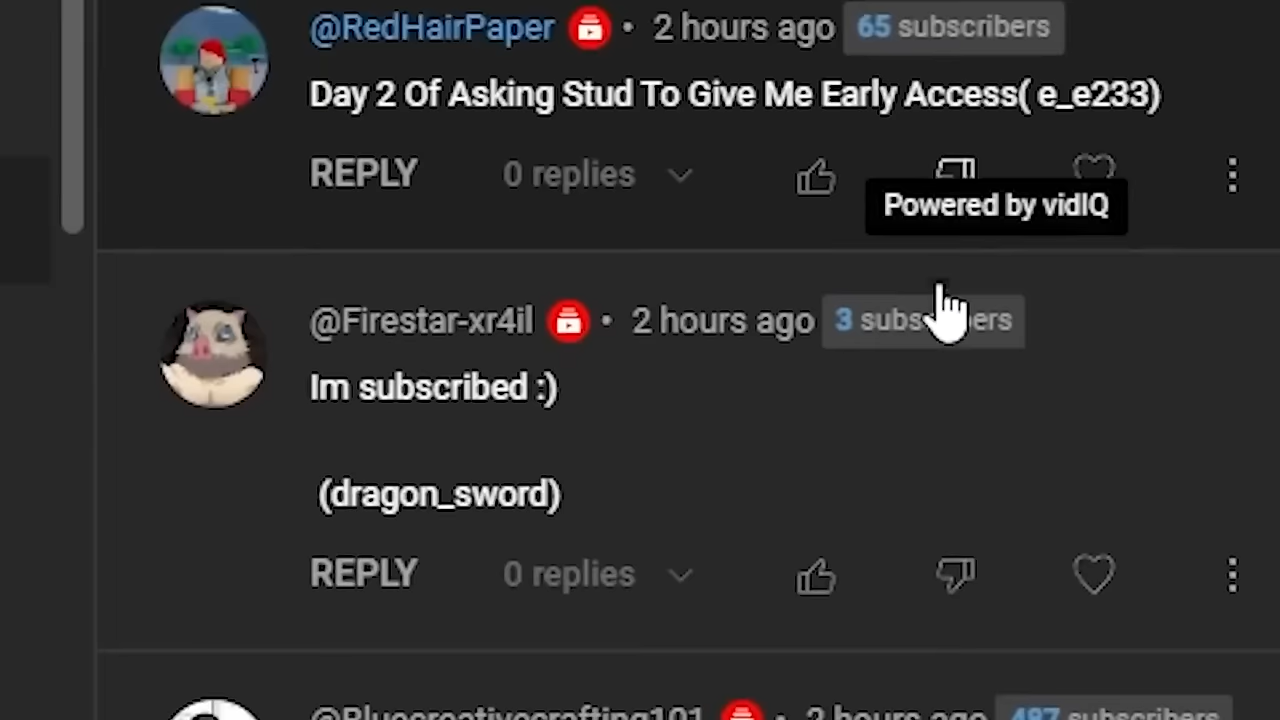 @RedHairPaper • 2 hours ago 65 subscribers
Day 2 Of Asking Stud To Give Me Early Access( e_e233)
REPLY 0 replies
Powered by vidIQ
@Firestar-xr4il • 2 hours ago 3 subscribers
Im subscribed :)
(dragon_sword)
REPLY 0 replies
@Bluecreativecrafting101 • 2 hours ago 487 subscribers